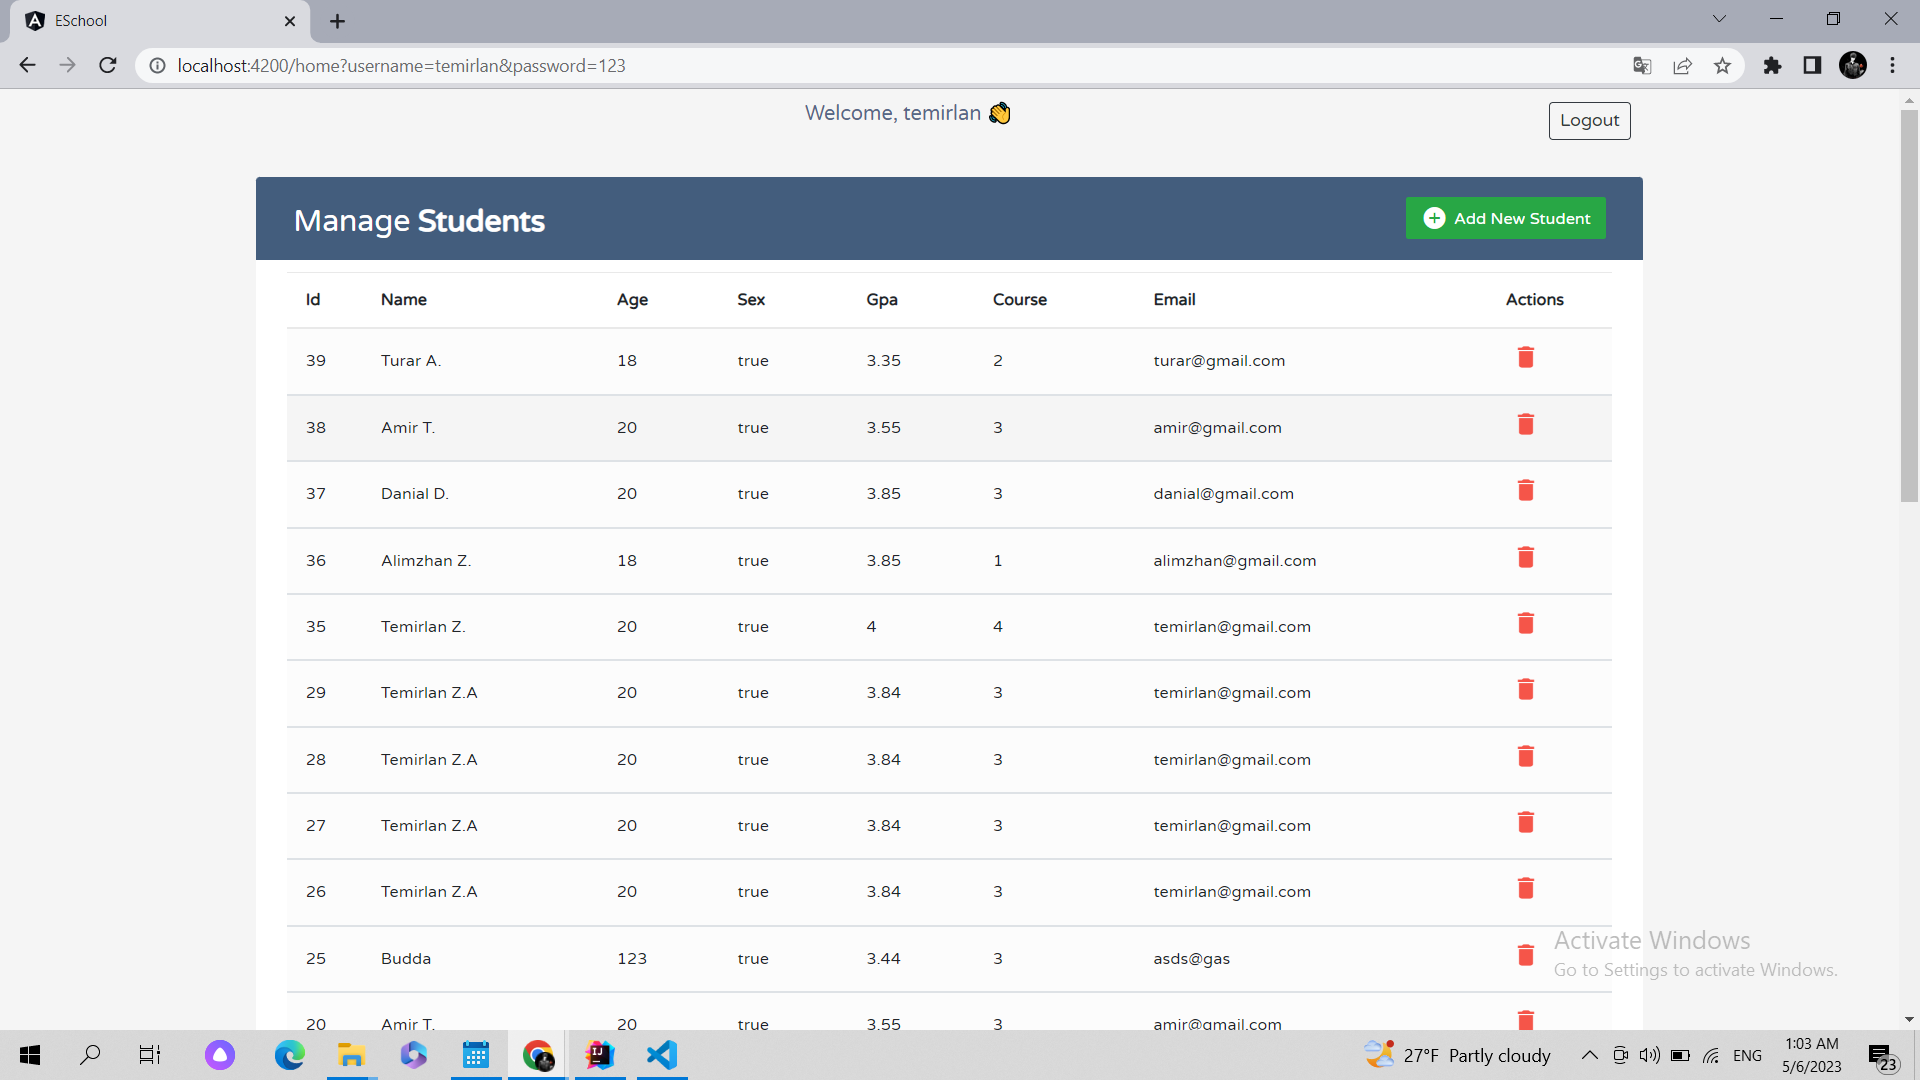 ESchool
localhost:4200/home?username=temirlan&password=123
Welcome, temirlan 👋
Logout
Manage Students
Add New Student
Id Name Age Sex Gpa Course Email Actions
39 Turar A. 18 true 3.35 2 turar@gmail.com
38 Amir T. 20 true 3.55 3 amir@gmail.com
37 Danial D. 20 true 3.85 3 danial@gmail.com
36 Alimzhan Z. 18 true 3.85 1 alimzhan@gmail.com
35 Temirlan Z. 20 true 4 4 temirlan@gmail.com
29 Temirlan Z.A 20 true 3.84 3 temirlan@gmail.com
28 Temirlan Z.A 20 true 3.84 3 temirlan@gmail.com
27 Temirlan Z.A 20 true 3.84 3 temirlan@gmail.com
26 Temirlan Z.A 20 true 3.84 3 temirlan@gmail.com
25 Budda 123 true 3.44 3 asds@gas
Activate Windows
Go to Settings to activate Windows.
20 Amir T. 20 true 3.55 3 amir@gmail.com
27°F Partly cloudy ENG
1:03 AM
5/6/2023
23